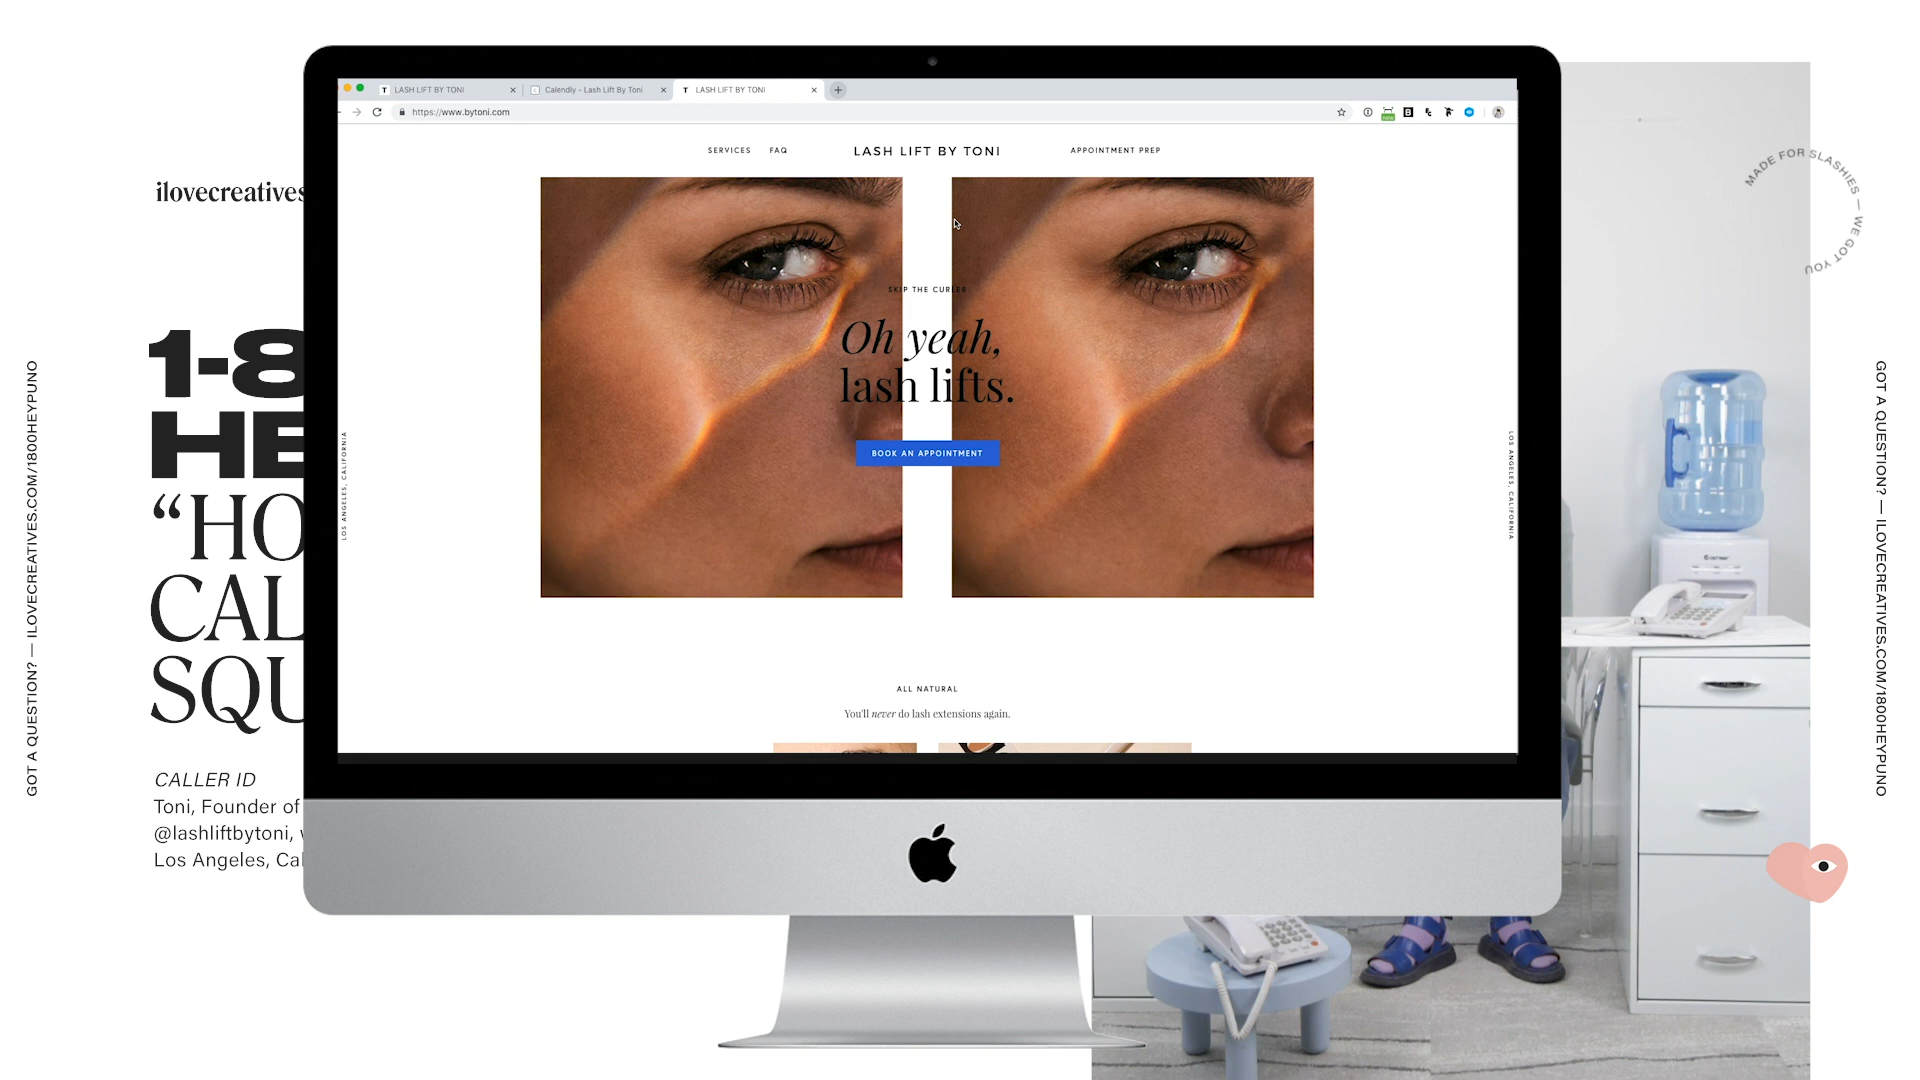 ilovecreatives
1-8
HE
“HO
CAL
SQU
CALLER ID
Toni, Founder of
@lashliftbytoni,
Los Angeles, Cal
GOT A QUESTION? — ILOVECREATIVES.COM/1800HEYPUNO
LASH LIFT BY TONI
Calendly - Lash Lift By Toni
LASH LIFT BY TONI
https://www.bytoni.com
SERVICES FAQ LASH LIFT BY TONI APPOINTMENT PREP
SKIP THE CURLER
Oh yeah,
lash lifts.
BOOK AN APPOINTMENT
LOS ANGELES, CALIFORNIA
LOS ANGELES, CALIFORNIA
ALL NATURAL
You'll never do lash extensions again.
MADE FOR SLASHIES — WE GOT YOU
GOT A QUESTION? — ILOVECREATIVES.COM/1800HEYPUNO